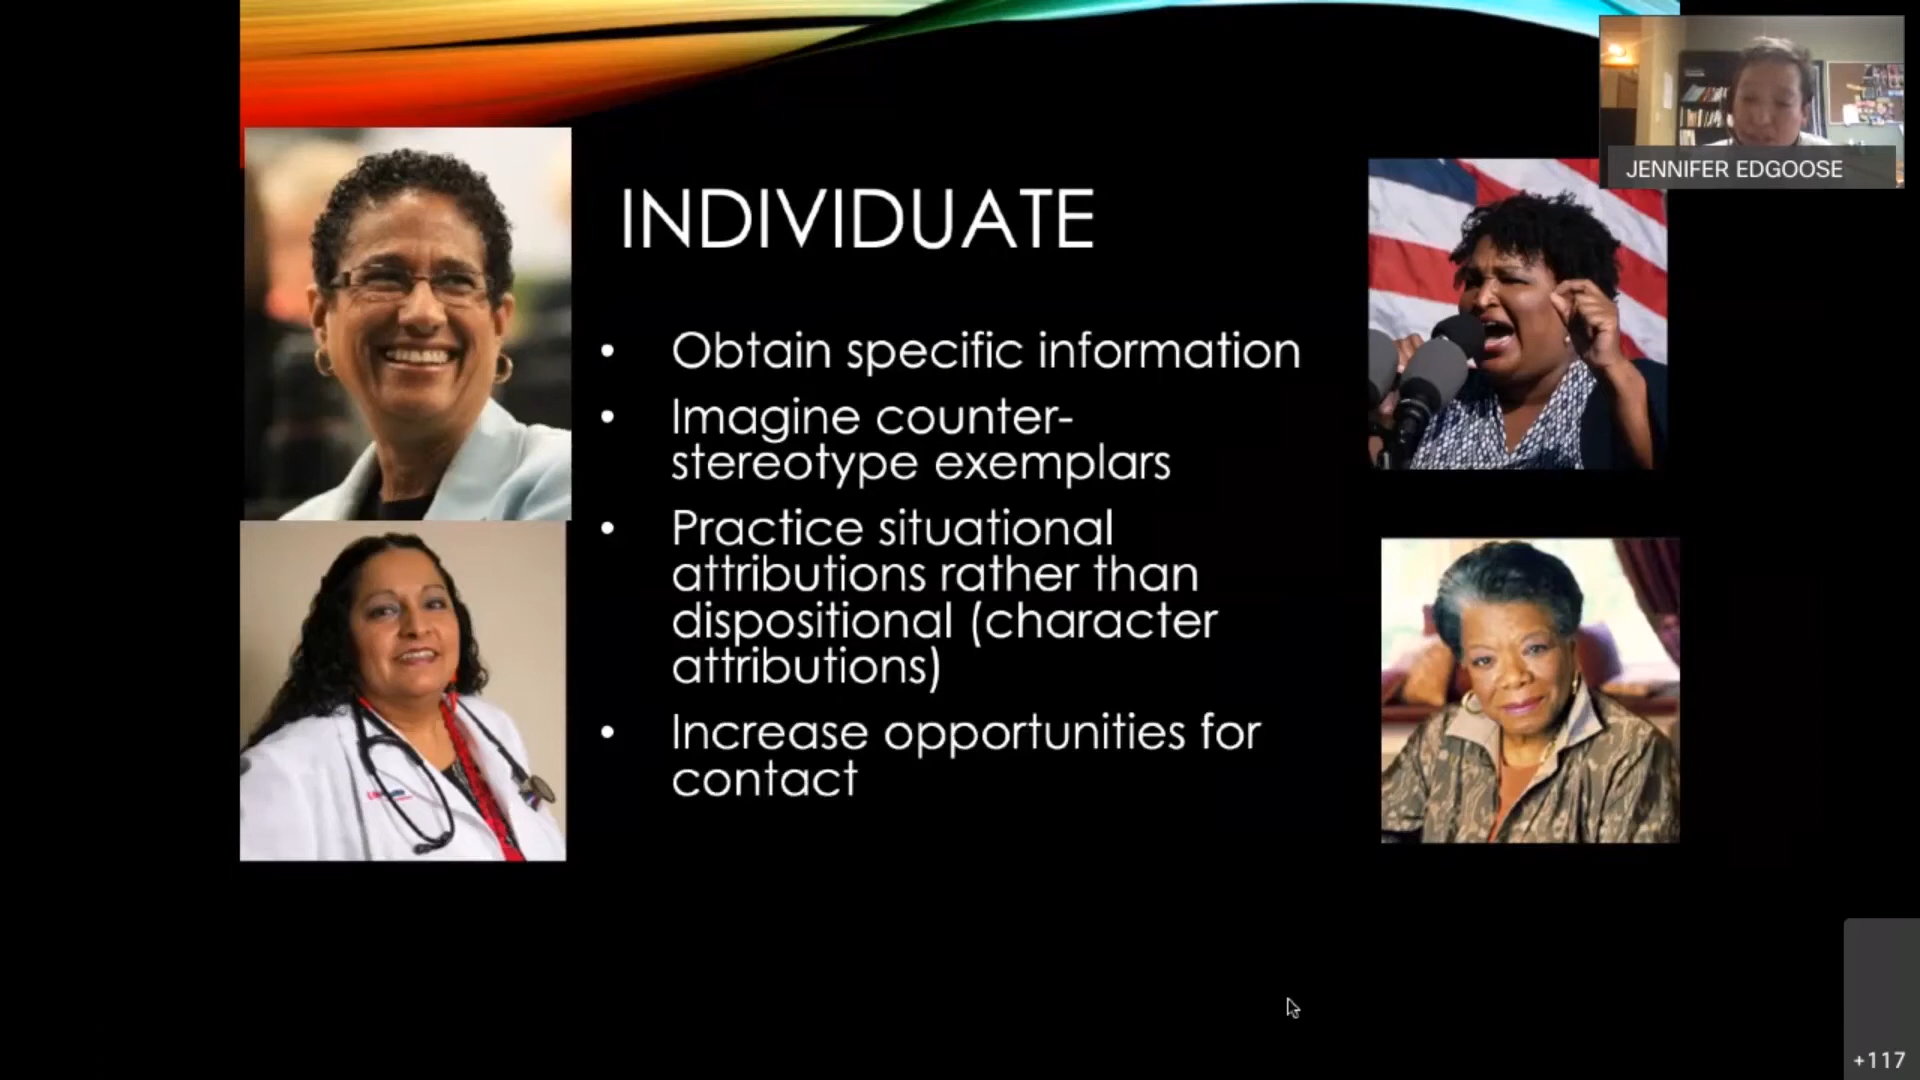 JENNIFER EDGOOSE
INDIVIDUATE
• Obtain specific information
• Imagine counter-
stereotype exemplars
• Practice situational
attributions rather than
dispositional (character
attributions)
• Increase opportunities for
contact
+117